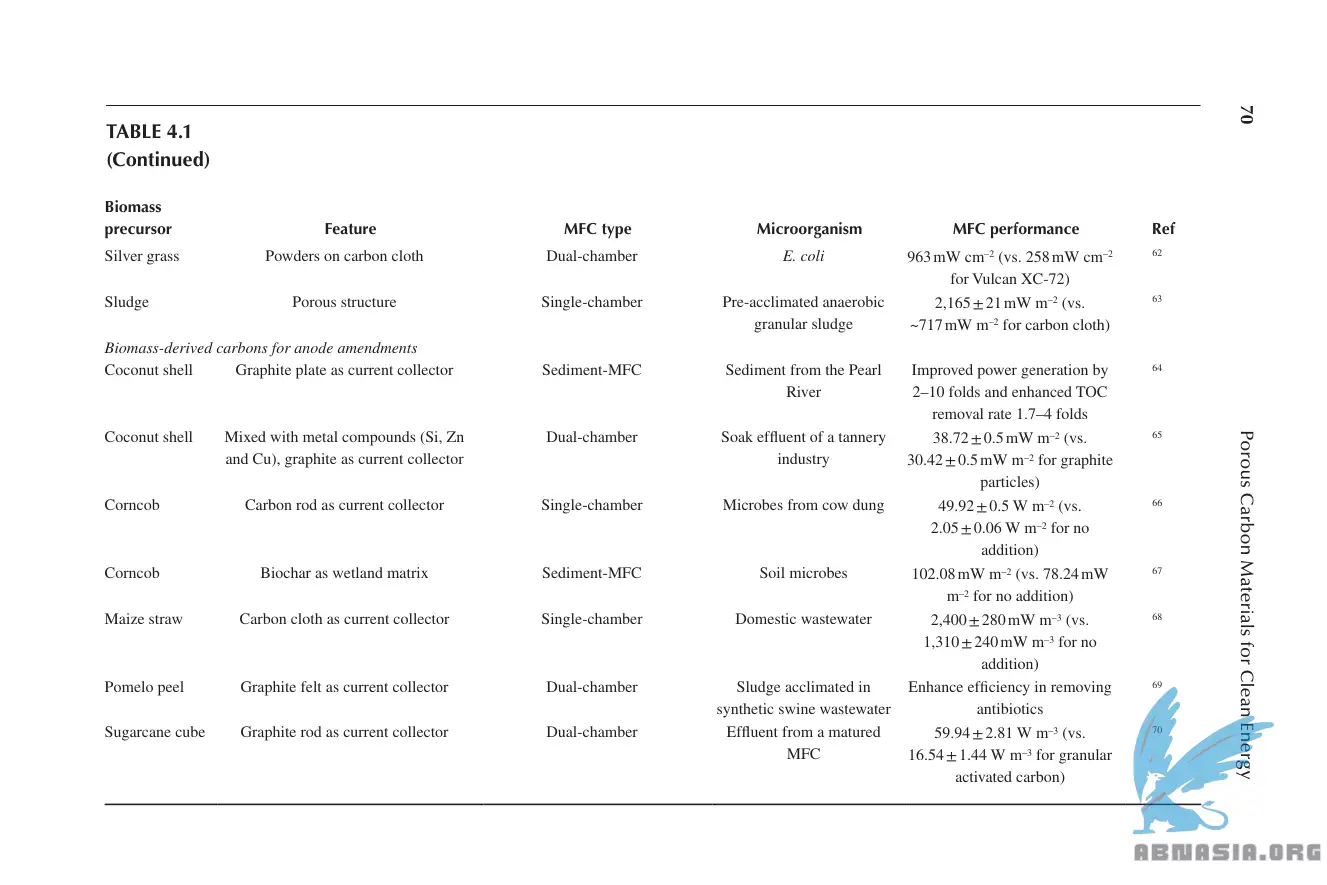 70
Porous Carbon Materials for Clean Energy
TABLE 4.1
(Continued)
Biomass
precursor Feature MFC type Microorganism MFC performance Ref
Silver grass Powders on carbon cloth Dual-chamber E. coli 963 mW cm⁻² (vs. 258 mW cm⁻² 62
for Vulcan XC-72)
Sludge Porous structure Single-chamber Pre-acclimated anaerobic 2,165 ± 21 mW m⁻² (vs. 63
granular sludge ~717 mW m⁻² for carbon cloth)
Biomass-derived carbons for anode amendments
Coconut shell Graphite plate as current collector Sediment-MFC Sediment from the Pearl Improved power generation by 64
River 2–10 folds and enhanced TOC
removal rate 1.7–4 folds
Coconut shell Mixed with metal compounds (Si, Zn Dual-chamber Soak effluent of a tannery 38.72 ± 0.5 mW m⁻² (vs. 65
and Cu), graphite as current collector industry 30.42 ± 0.5 mW m⁻² for graphite
particles)
Corncob Carbon rod as current collector Single-chamber Microbes from cow dung 49.92 ± 0.5 W m⁻² (vs. 66
2.05 ± 0.06 W m⁻² for no
addition)
Corncob Biochar as wetland matrix Sediment-MFC Soil microbes 102.08 mW m⁻² (vs. 78.24 mW 67
m⁻² for no addition)
Maize straw Carbon cloth as current collector Single-chamber Domestic wastewater 2,400 ± 280 mW m⁻³ (vs. 68
1,310 ± 240 mW m⁻³ for no
addition)
Pomelo peel Graphite felt as current collector Dual-chamber Sludge acclimated in Enhance efficiency in removing 69
synthetic swine wastewater antibiotics
Sugarcane cube Graphite rod as current collector Dual-chamber Effluent from a matured 59.94 ± 2.81 W m⁻³ (vs. 70
MFC 16.54 ± 1.44 W m⁻³ for granular
activated carbon)
ABNASIA.ORG